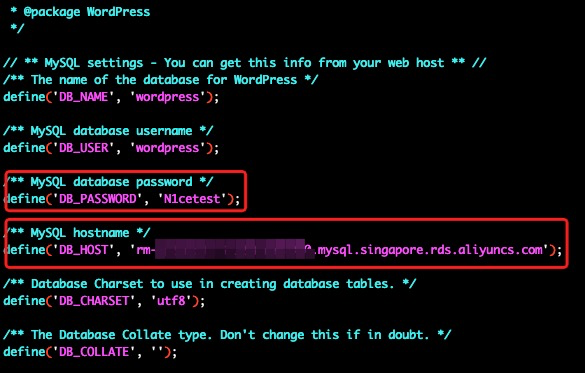 * @package WordPress
*/
// ** MySQL settings - You can get this info from your web host ** //
/** The name of the database for WordPress */
define('DB_NAME', 'wordpress');
/** MySQL database username */
define('DB_USER', 'wordpress');
/** MySQL database password */
define('DB_PASSWORD', 'N1cetest');
/** MySQL hostname */
define('DB_HOST', 'rm-.mysql.singapore.rds.aliyuncs.com');
/** Database Charset to use in creating database tables. */
define('DB_CHARSET', 'utf8');
/** The Database Collate type. Don't change this if in doubt. */
define('DB_COLLATE', '');